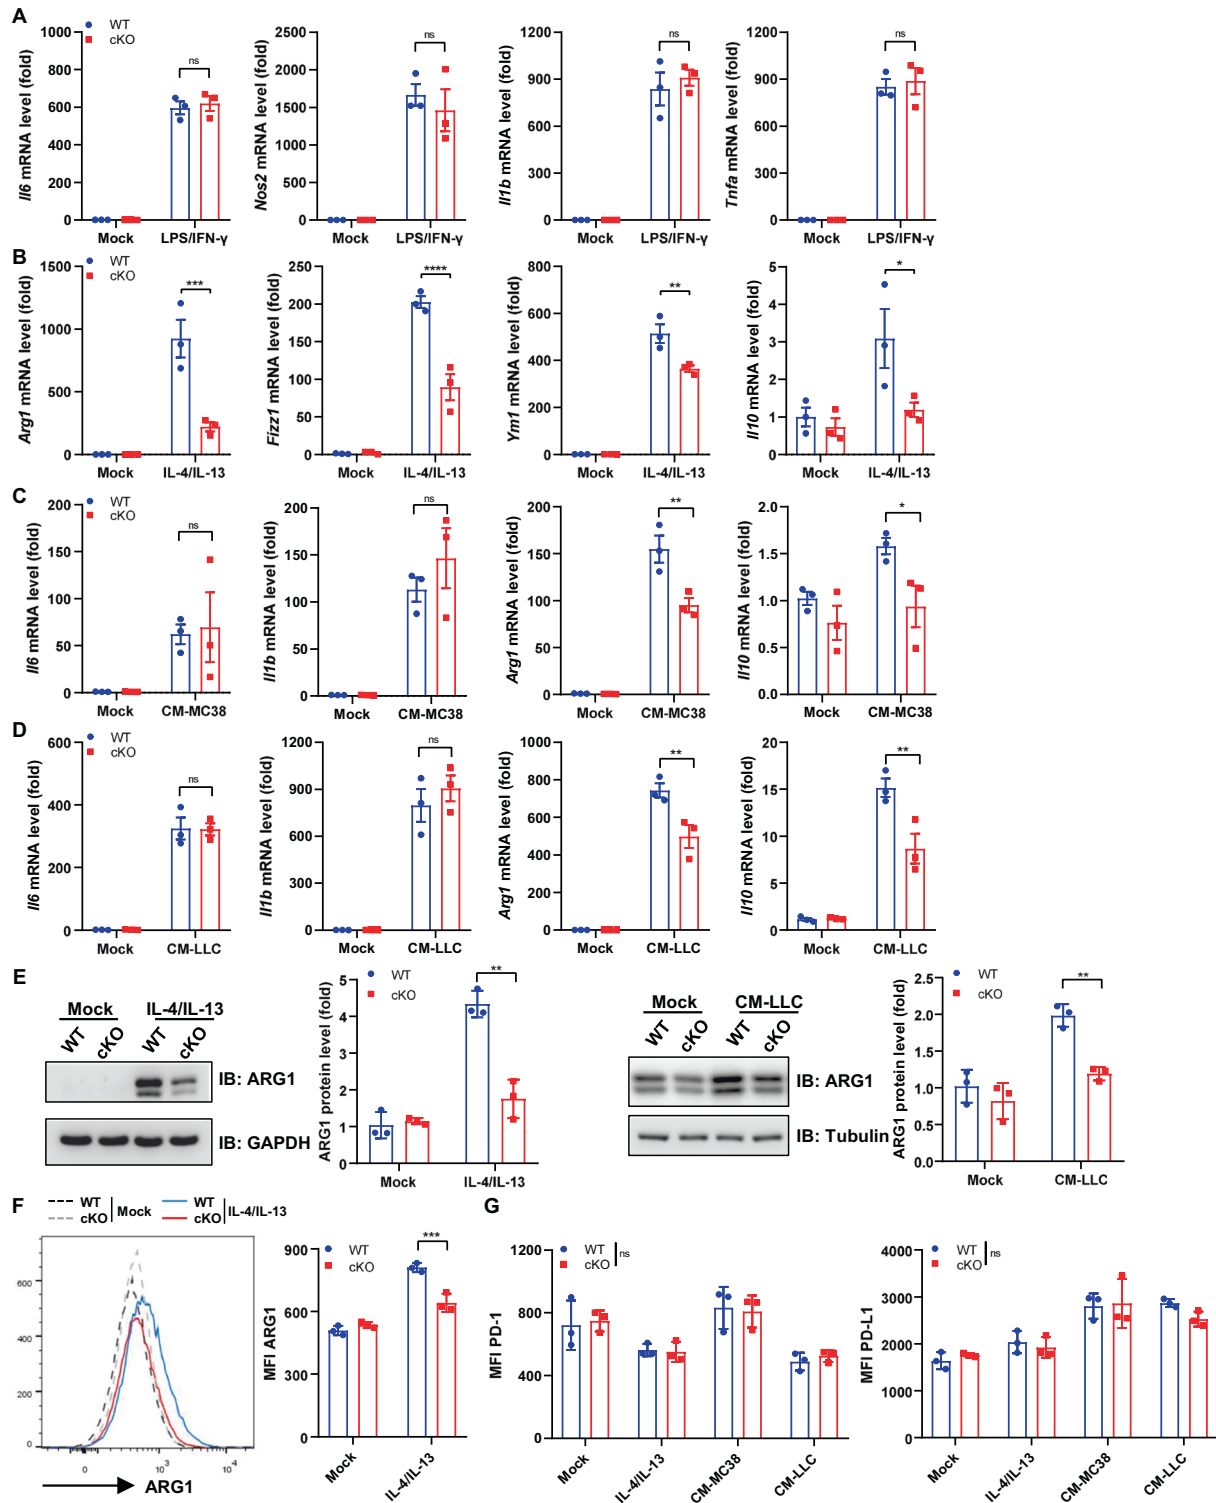 A
WT
cKO
Il6 mRNA level (fold)
1000
800
600
400
200
0
ns
Mock LPS/IFN-γ
Nos2 mRNA level (fold)
2500
2000
1500
1000
500
0
ns
Mock LPS/IFN-γ
Il1b mRNA level (fold)
1200
900
600
300
0
ns
Mock LPS/IFN-γ
Tnfa mRNA level (fold)
1200
900
600
300
0
ns
Mock LPS/IFN-γ
B
WT
cKO
Arg1 mRNA level (fold)
1500
1000
500
0
***
Mock IL-4/IL-13
Fizz1 mRNA level (fold)
250
200
150
100
50
0
****
Mock IL-4/IL-13
Ym1 mRNA level (fold)
800
600
400
200
0
**
Mock IL-4/IL-13
Il10 mRNA level (fold)
5
4
3
2
1
0
*
Mock IL-4/IL-13
C
WT
cKO
Il6 mRNA level (fold)
200
150
100
50
0
ns
Mock CM-MC38
Il1b mRNA level (fold)
200
150
100
50
0
ns
Mock CM-MC38
Arg1 mRNA level (fold)
200
150
100
50
0
**
Mock CM-MC38
Il10 mRNA level (fold)
2.0
1.5
1.0
0.5
0.0
*
Mock CM-MC38
D
WT
cKO
Il6 mRNA level (fold)
600
400
200
0
ns
Mock CM-LLC
Il1b mRNA level (fold)
1200
900
600
300
0
ns
Mock CM-LLC
Arg1 mRNA level (fold)
1000
800
600
400
200
0
**
Mock CM-LLC
Il10 mRNA level (fold)
20
15
10
5
0
**
Mock CM-LLC
E
Mock IL-4/IL-13
WT cKO WT cKO
IB: ARG1
IB: GAPDH
WT
cKO
ARG1 protein level (fold)
5
4
3
2
1
0
**
Mock IL-4/IL-13
Mock CM-LLC
WT cKO WT cKO
IB: ARG1
IB: Tubulin
WT
cKO
ARG1 protein level (fold)
2.5
2.0
1.5
1.0
0.5
0.0
**
Mock CM-LLC
F
WT
cKO
Mock
WT
cKO
IL-4/IL-13
600
400
200
0
0 10³ 10⁴
ARG1
WT
cKO
MFI ARG1
900
600
300
0
***
Mock IL-4/IL-13
G
WT
cKO
ns
MFI PD-1
1200
800
400
0
Mock IL-4/IL-13 CM-MC38 CM-LLC
WT
cKO
ns
MFI PD-L1
4000
3000
2000
1000
0
Mock IL-4/IL-13 CM-MC38 CM-LLC